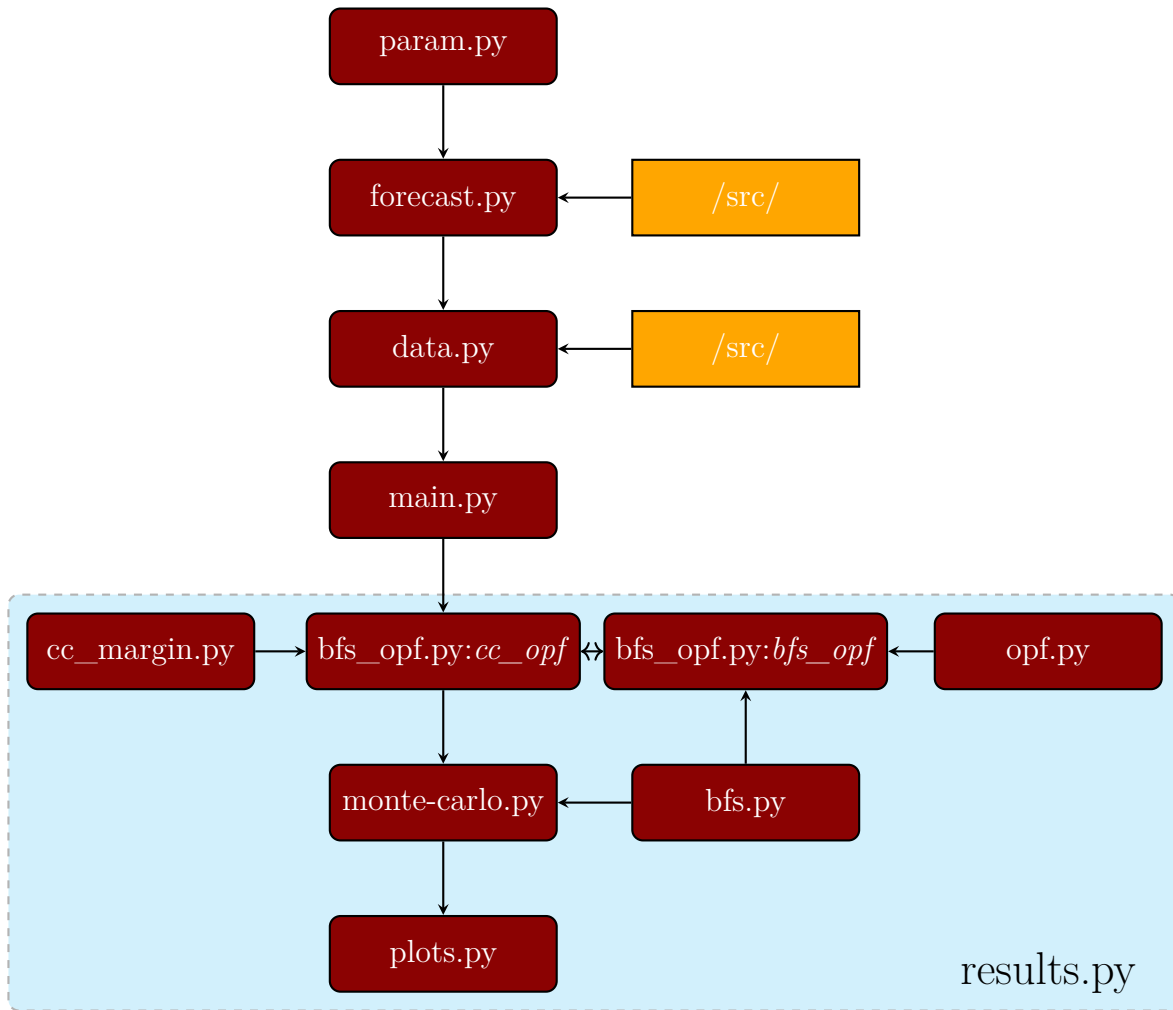 param.py
forecast.py
/src/
data.py
/src/
main.py
cc_margin.py
bfs_opf.py:cc_opf
bfs_opf.py:bfs_opf
opf.py
monte-carlo.py
bfs.py
plots.py
results.py